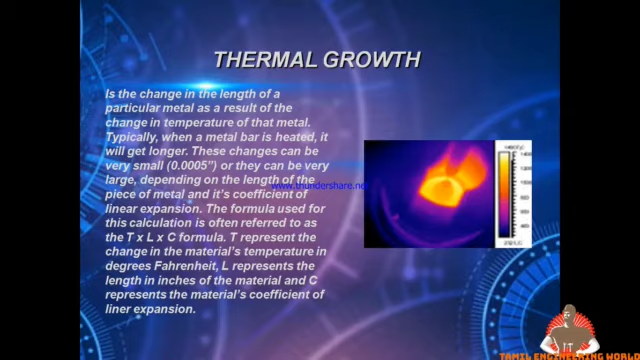 THERMAL GROWTH
Is the change in the length of a
particular metal as a result of the
change in temperature of that metal.
Typically, when a metal bar is heated, it
will get longer. These changes can be
very small (0.0005") or they can be very
large, depending on the length of the
www.thundershare.net
piece of metal and it's coefficient of
linear expansion. The formula used for
this calculation is often referred to as
the T x L x C formula. T represent the
change in the material's temperature in
degrees Fahrenheit, L represents the
length in inches of the material and C
represents the material's coefficient of
liner expansion.
TAMIL ENGINEERING WORLD